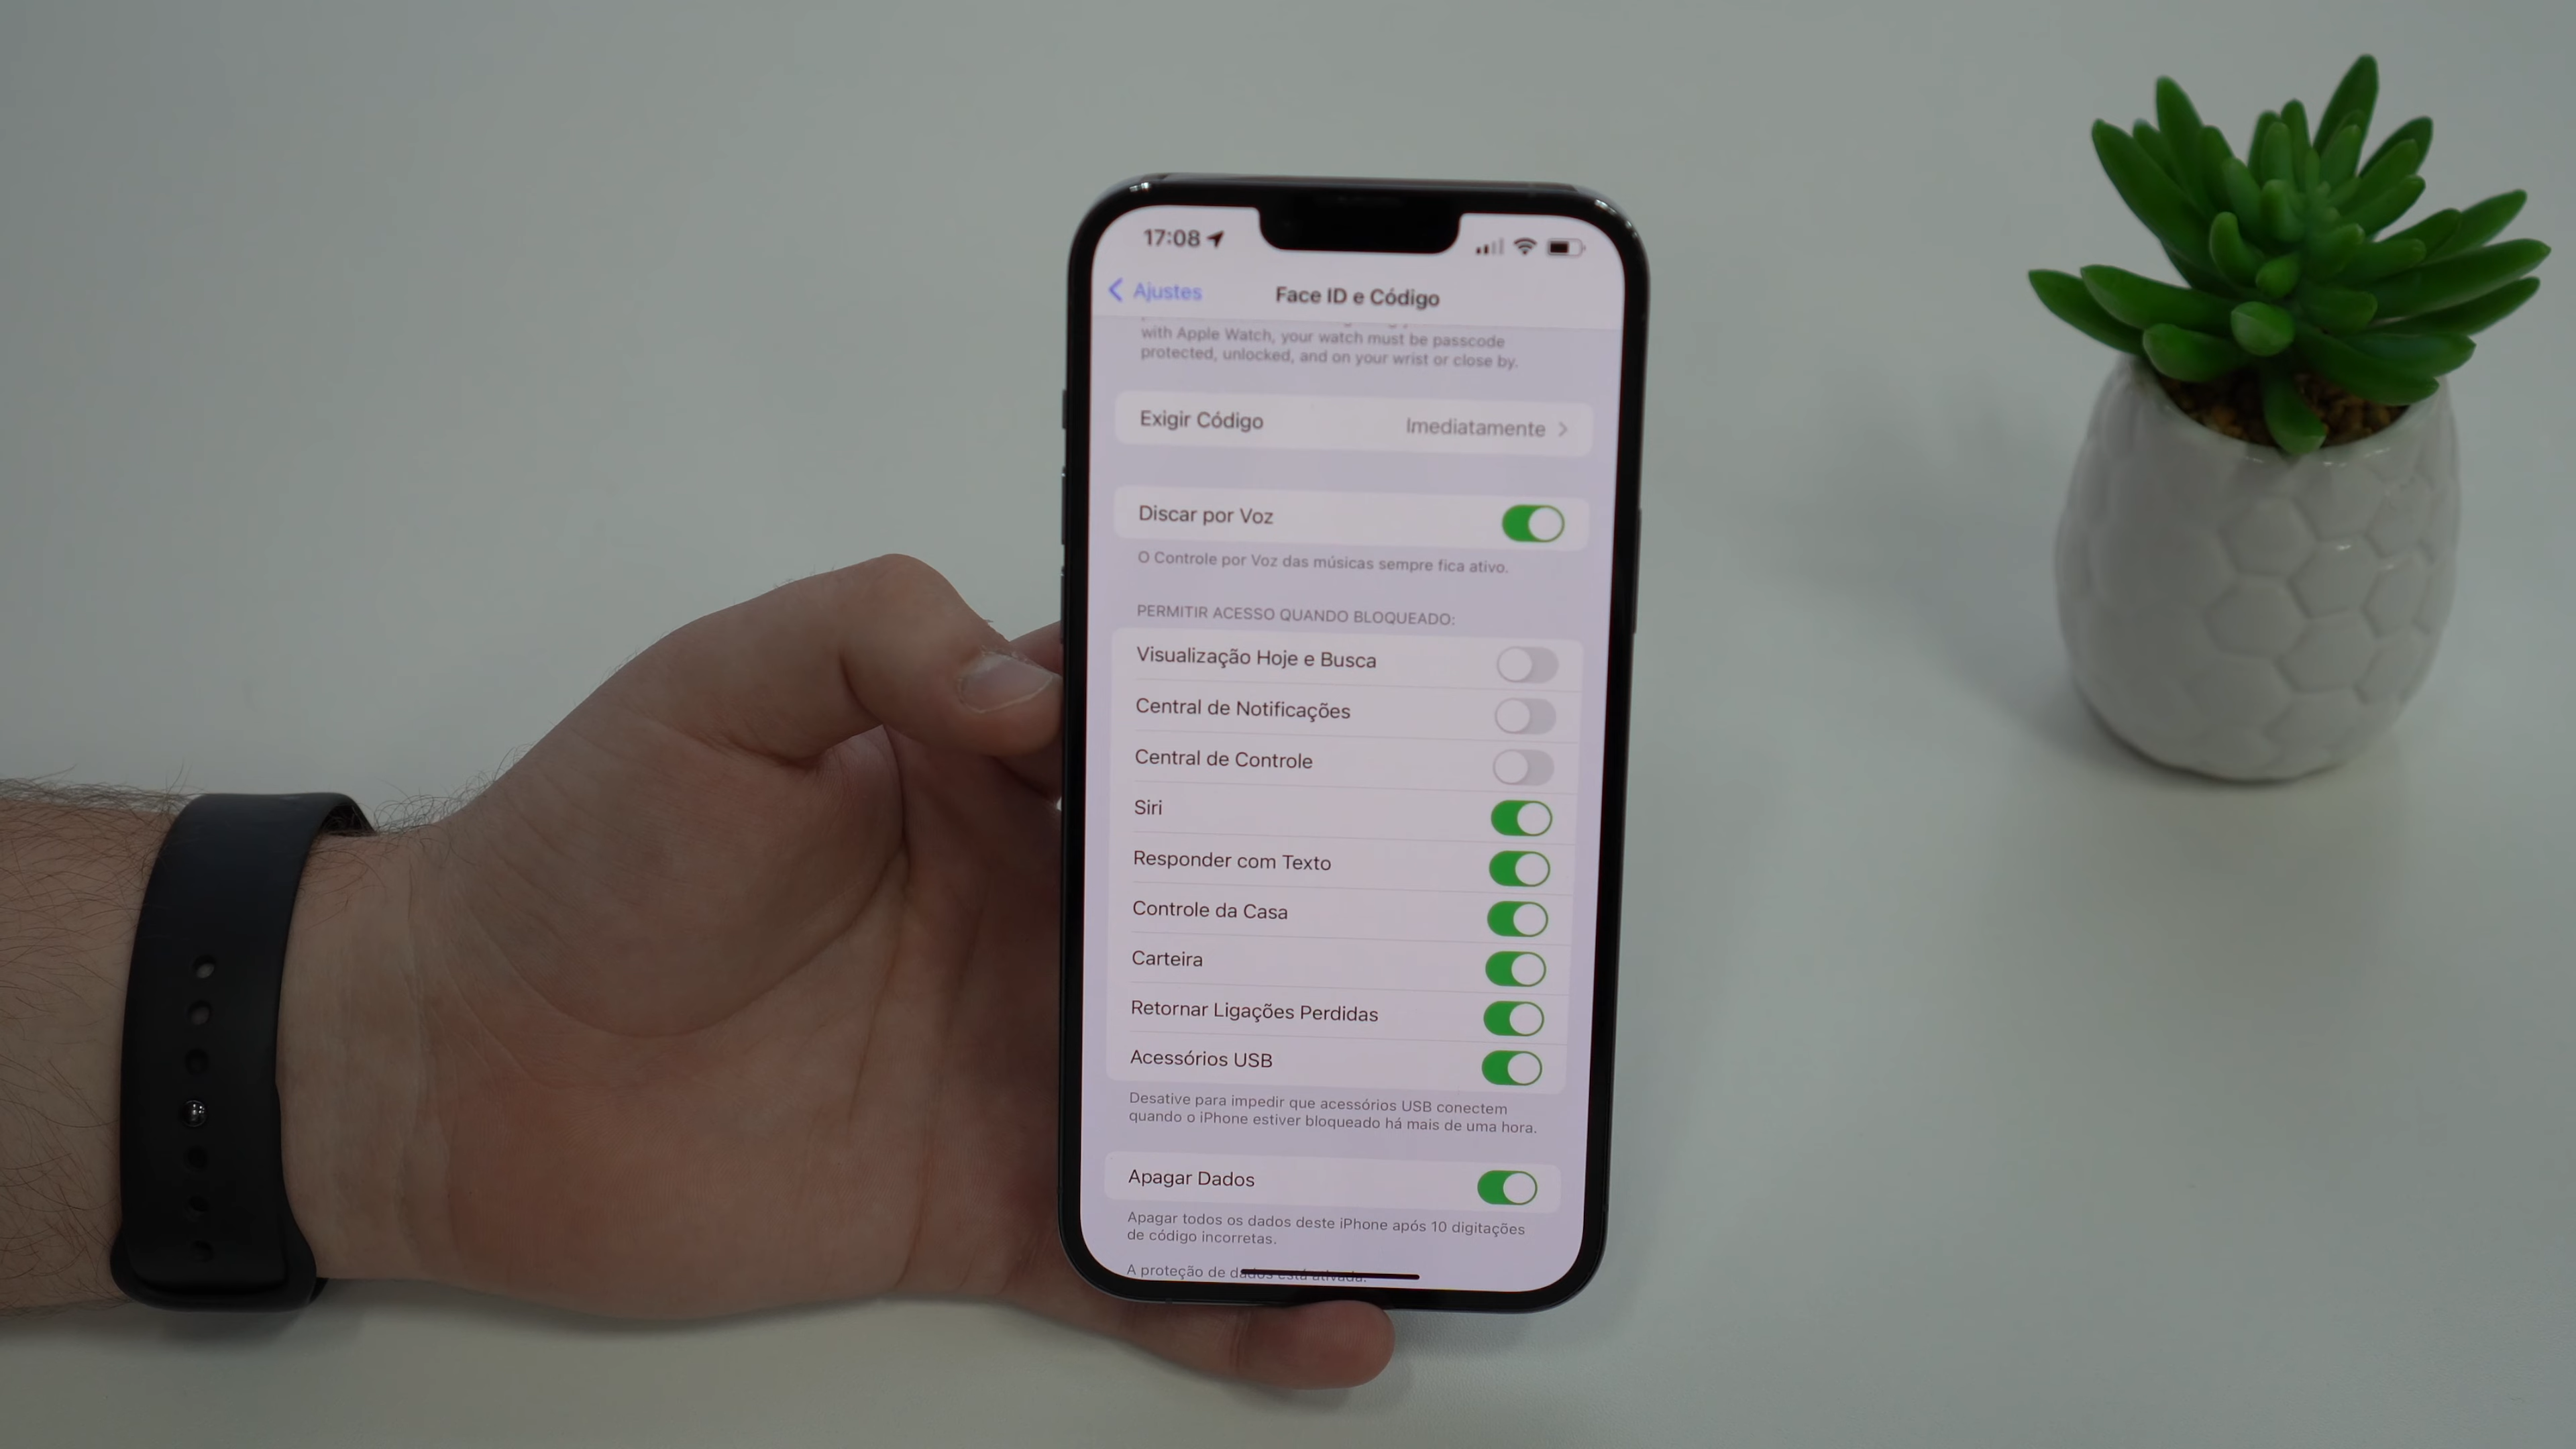 17:08
Ajustes
Face ID e Código
with Apple Watch, your watch must be passcode
protected, unlocked, and on your wrist or close by.
Exigir Código
Imediatamente
Discar por Voz
O Controle por Voz das músicas sempre fica ativo.
PERMITIR ACESSO QUANDO BLOQUEADO:
Visualização Hoje e Busca
Central de Notificações
Central de Controle
Siri
Responder com Texto
Controle da Casa
Carteira
Retornar Ligações Perdidas
Acessórios USB
Desative para impedir que acessórios USB conectem
quando o iPhone estiver bloqueado há mais de uma hora.
Apagar Dados
Apagar todos os dados deste iPhone após 10 digitações
de código incorretas.
A proteção de dados está ativada.